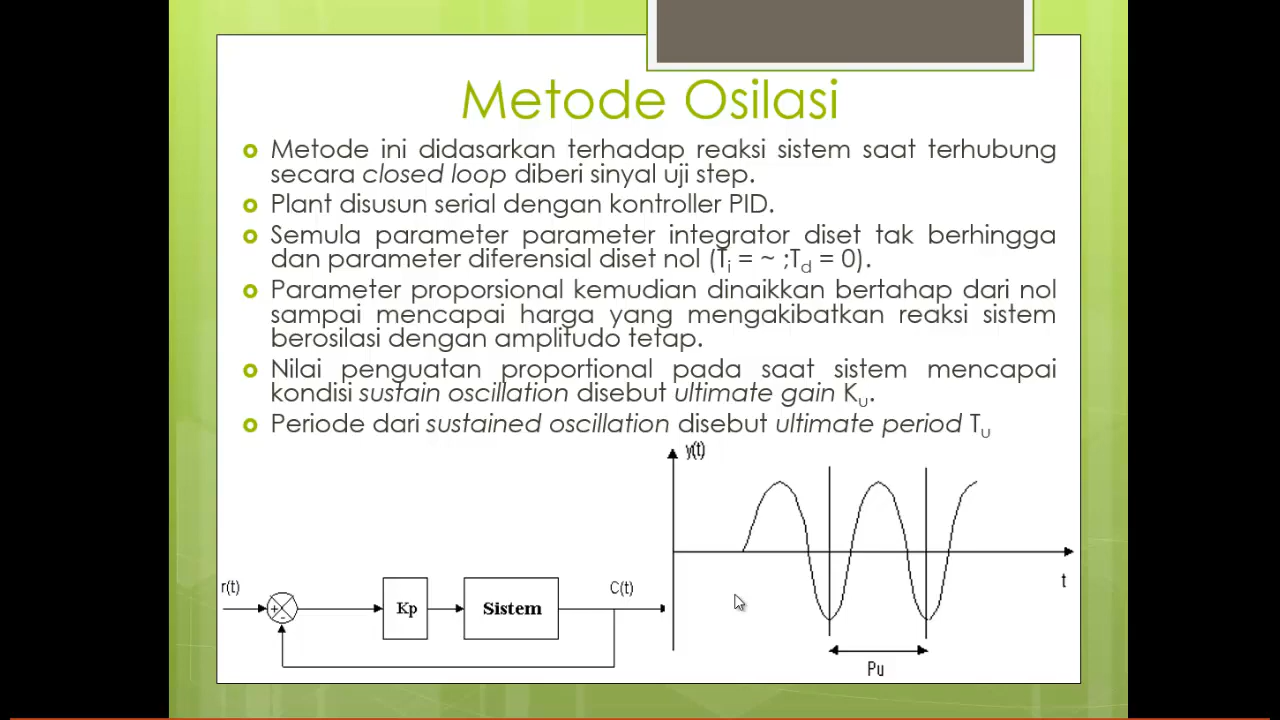 Metode Osilasi
Metode ini didasarkan terhadap reaksi sistem saat terhubung
secara closed loop diberi sinyal uji step.
Plant disusun serial dengan kontroller PID.
Semula parameter parameter integrator diset tak berhingga
dan parameter diferensial diset nol (Ti = ~ ;Td = 0).
Parameter proporsional kemudian dinaikkan bertahap dari nol
sampai mencapai harga yang mengakibatkan reaksi sistem
berosilasi dengan amplitudo tetap.
Nilai penguatan proportional pada saat sistem mencapai
kondisi sustain oscillation disebut ultimate gain Ku.
Periode dari sustained oscillation disebut ultimate period Tu
y(t)
t
Pu
r(t)
+
-
Kp
Sistem
C(t)